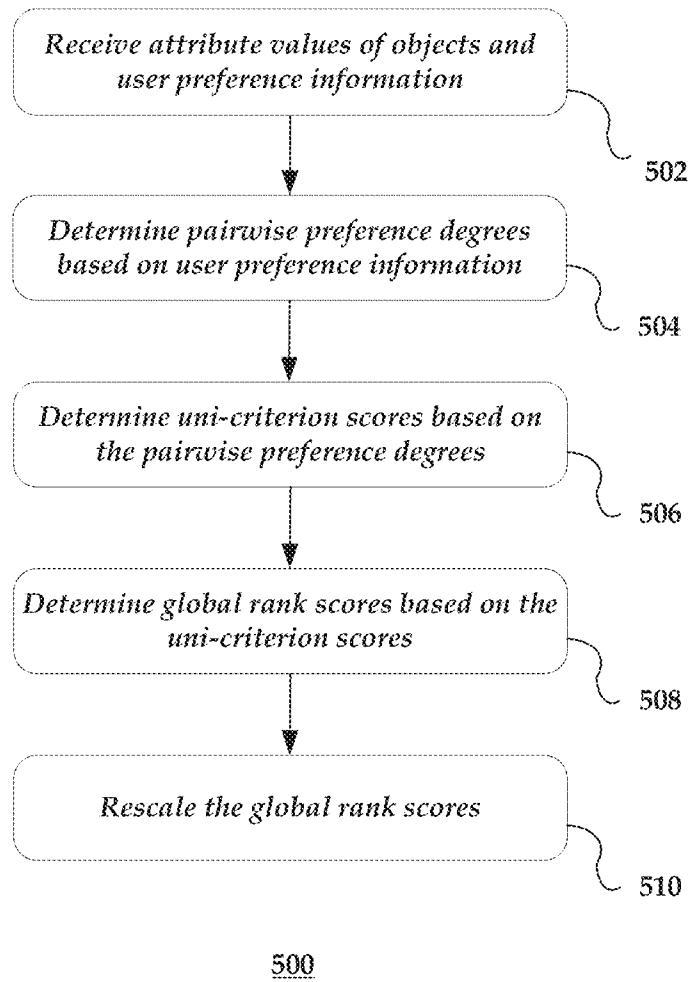 Receive attribute values of objects and
user preference information
502
Determine pairwise preference degrees
based on user preference information
504
Determine uni-criterion scores based on
the pairwise preference degrees
506
Determine global rank scores based on the
uni-criterion scores
508
Rescale the global rank scores
510
500